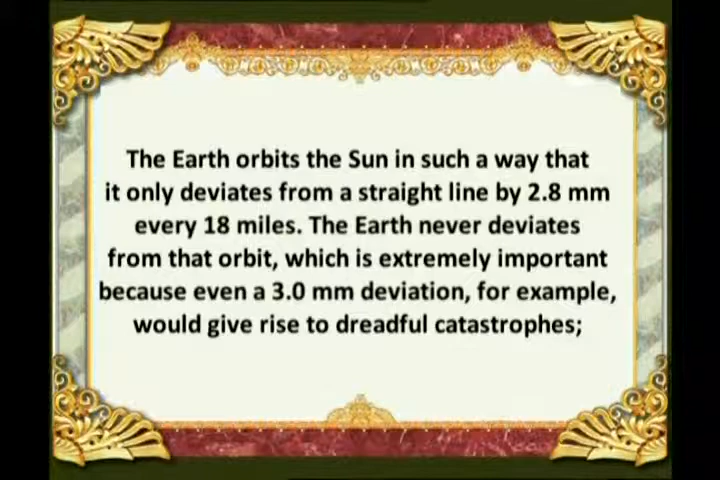 The Earth orbits the Sun in such a way that
it only deviates from a straight line by 2.8 mm
every 18 miles. The Earth never deviates
from that orbit, which is extremely important
because even a 3.0 mm deviation, for example,
would give rise to dreadful catastrophes;